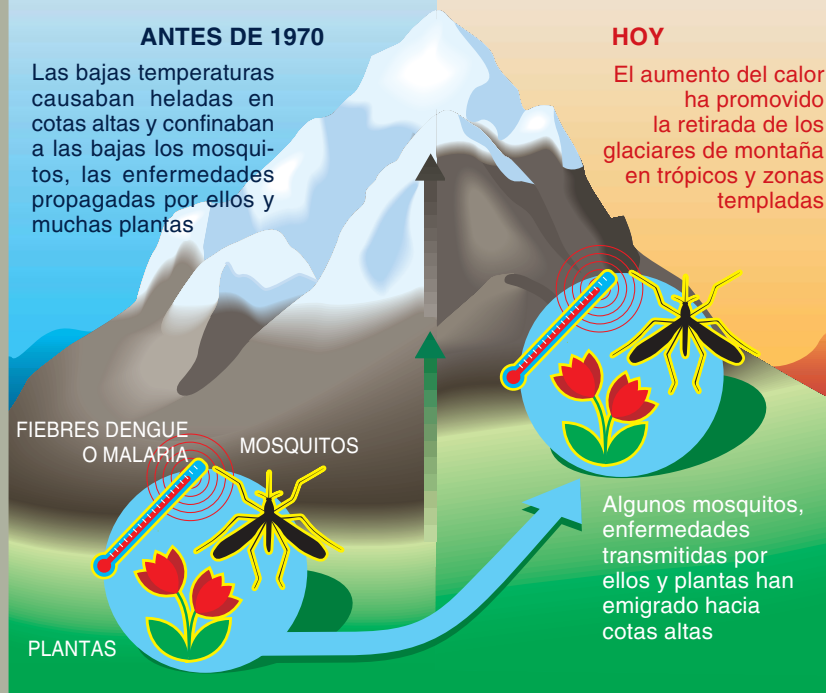 ANTES DE 1970
Las bajas temperaturas
causaban heladas en
cotas altas y confinaban
a las bajas los mosqui-
tos, las enfermedades
propagadas por ellos y
muchas plantas
HOY
El aumento del calor
ha promovido
la retirada de los
glaciares de montaña
en trópicos y zonas
templadas
FIEBRES DENGUE
O MALARIA
MOSQUITOS
PLANTAS
Algunos mosquitos,
enfermedades
transmitidas por
ellos y plantas han
emigrado hacia
cotas altas